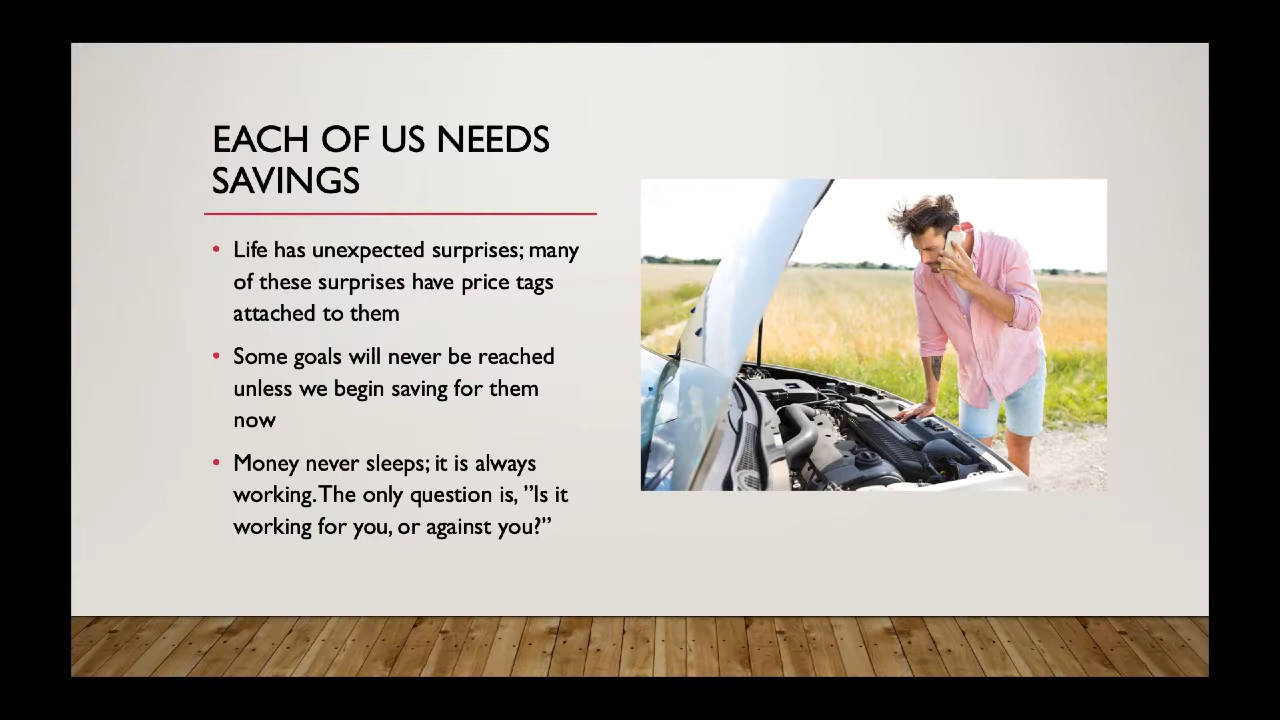 EACH OF US NEEDS
SAVINGS
• Life has unexpected surprises; many
of these surprises have price tags
attached to them
• Some goals will never be reached
unless we begin saving for them
now
• Money never sleeps; it is always
working. The only question is, ”Is it
working for you, or against you?”